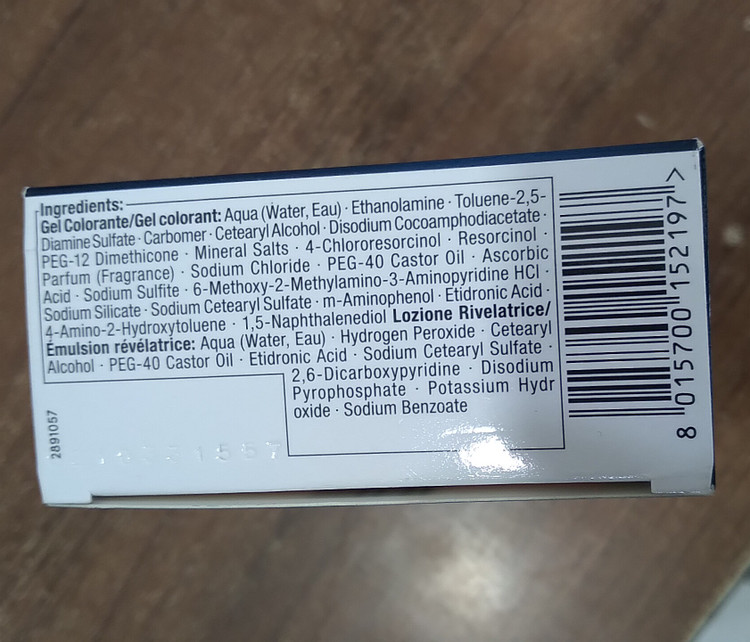 Ingredients:
Gel Colorante/Gel colorant: Aqua (Water, Eau) · Ethanolamine · Toluene-2,5-
Diamine Sulfate · Carbomer · Cetearyl Alcohol · Disodium Cocoamphodiacetate ·
PEG-12 Dimethicone · Mineral Salts · 4-Chlororesorcinol · Resorcinol ·
Parfum (Fragrance) · Sodium Chloride · PEG-40 Castor Oil · Ascorbic
Acid · Sodium Sulfite · 6-Methoxy-2-Methylamino-3-Aminopyridine HCl ·
Sodium Silicate · Sodium Cetearyl Sulfate · m-Aminophenol · Etidronic Acid ·
4-Amino-2-Hydroxytoluene · 1,5-Naphthalenediol Lozione Rivelatrice/
Émulsion révélatrice: Aqua (Water, Eau) · Hydrogen Peroxide · Cetearyl
Alcohol · PEG-40 Castor Oil · Etidronic Acid · Sodium Cetearyl Sulfate ·
2,6-Dicarboxypyridine · Disodium
Pyrophosphate · Potassium Hydr
oxide · Sodium Benzoate
2891057
8 015700 152197 >